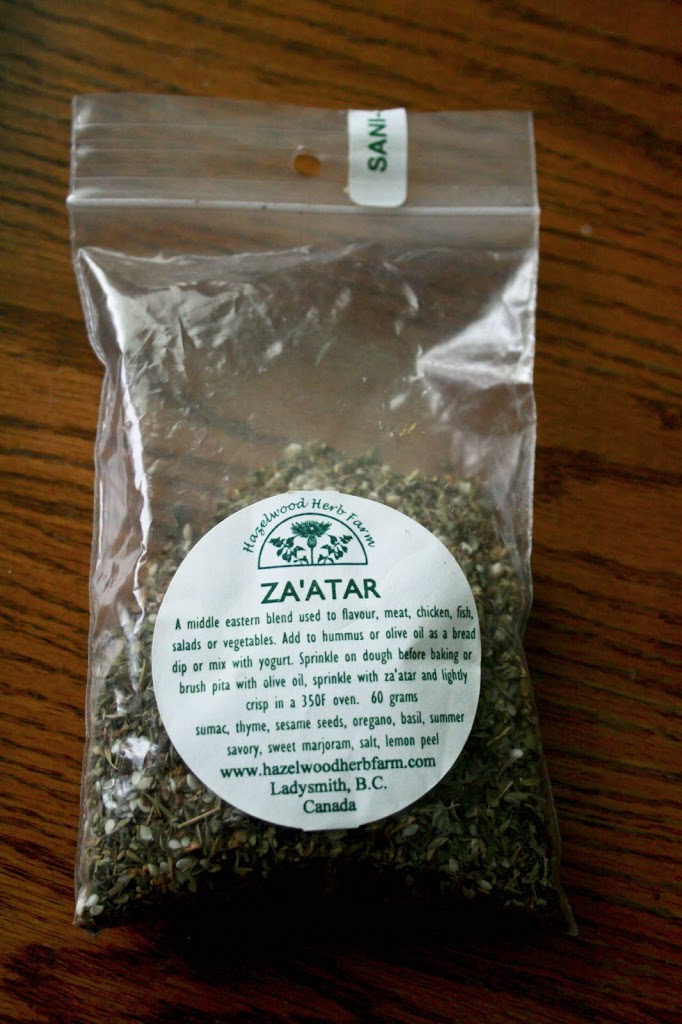 SANI-
Hazelwood Herb Farm
ZA'ATAR
A middle eastern blend used to flavour, meat, chicken, fish,
salads or vegetables. Add to hummus or olive oil as a bread
dip or mix with yogurt. Sprinkle on dough before baking or
brush pita with olive oil, sprinkle with za'atar and lightly
crisp in a 350F oven. 60 grams
sumac, thyme, sesame seeds, oregano, basil, summer
savory, sweet marjoram, salt, lemon peel
www.hazelwoodherbfarm.com
Ladysmith, B.C.
Canada